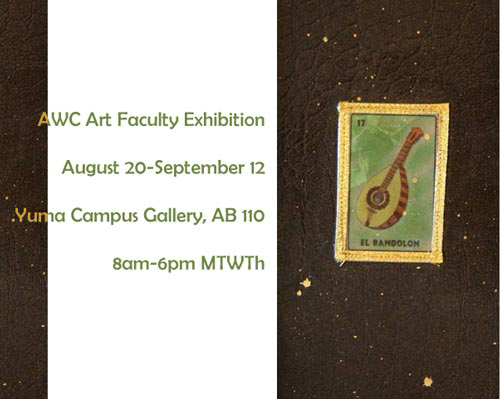 AWC Art Faculty Exhibition
August 20-September 12
Yuma Campus Gallery, AB 110
8am-6pm MTWTh
17
EL BANDOLON